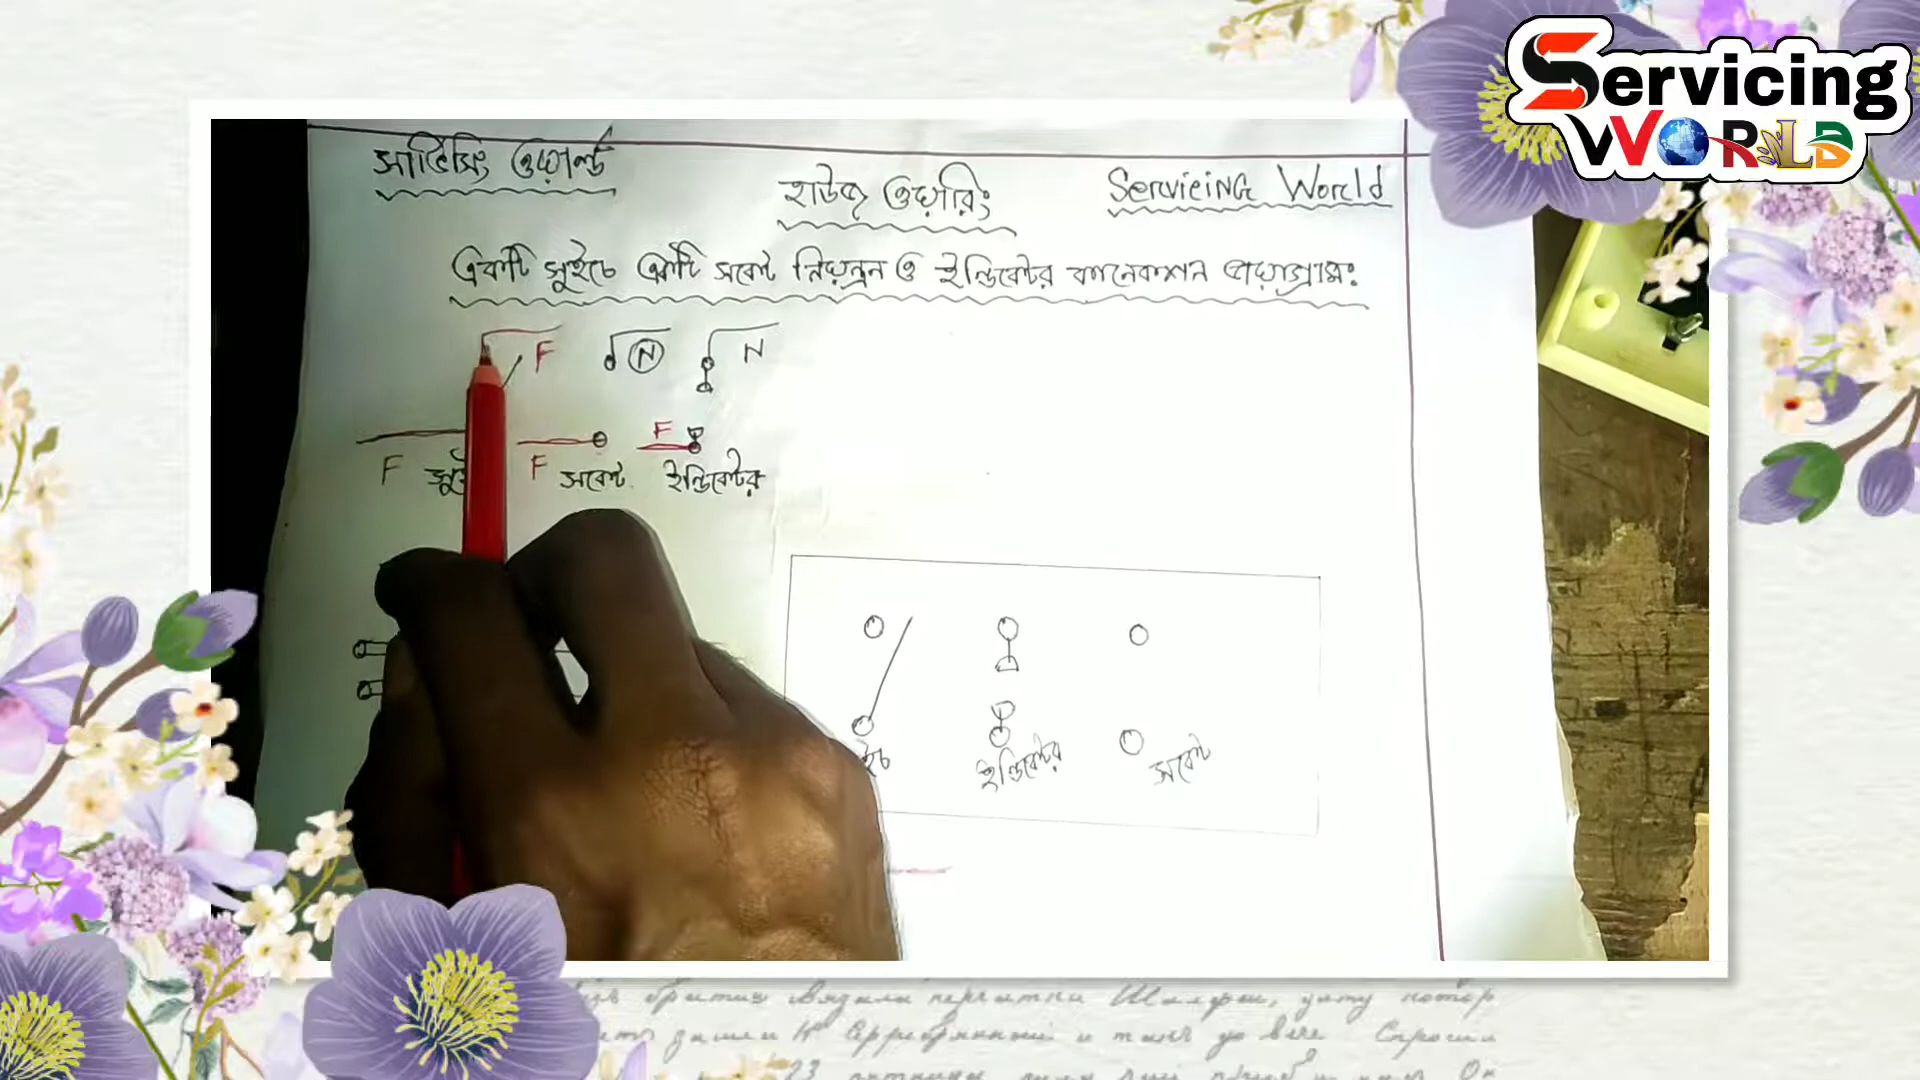 Servicing
WORLD
সার্ভিসিং ওয়ার্ল্ড
হাউজ ওয়্যারিং
Servicing World
একটি সুইচে একটি সকেট নিয়ন্ত্রন ও ইন্ডিকেটর কানেকশন ডায়াগ্রামঃ
F N N
F
F সু F সকেট ইন্ডিকেটর
ইচ ইন্ডিকেটর সকেট